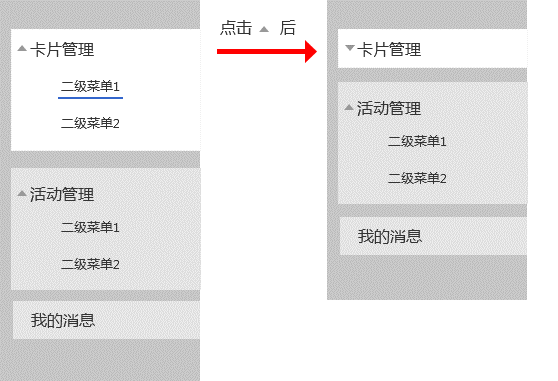 卡片管理
二级菜单1
二级菜单2
活动管理
二级菜单1
二级菜单2
我的消息
点击 后
卡片管理
活动管理
二级菜单1
二级菜单2
我的消息